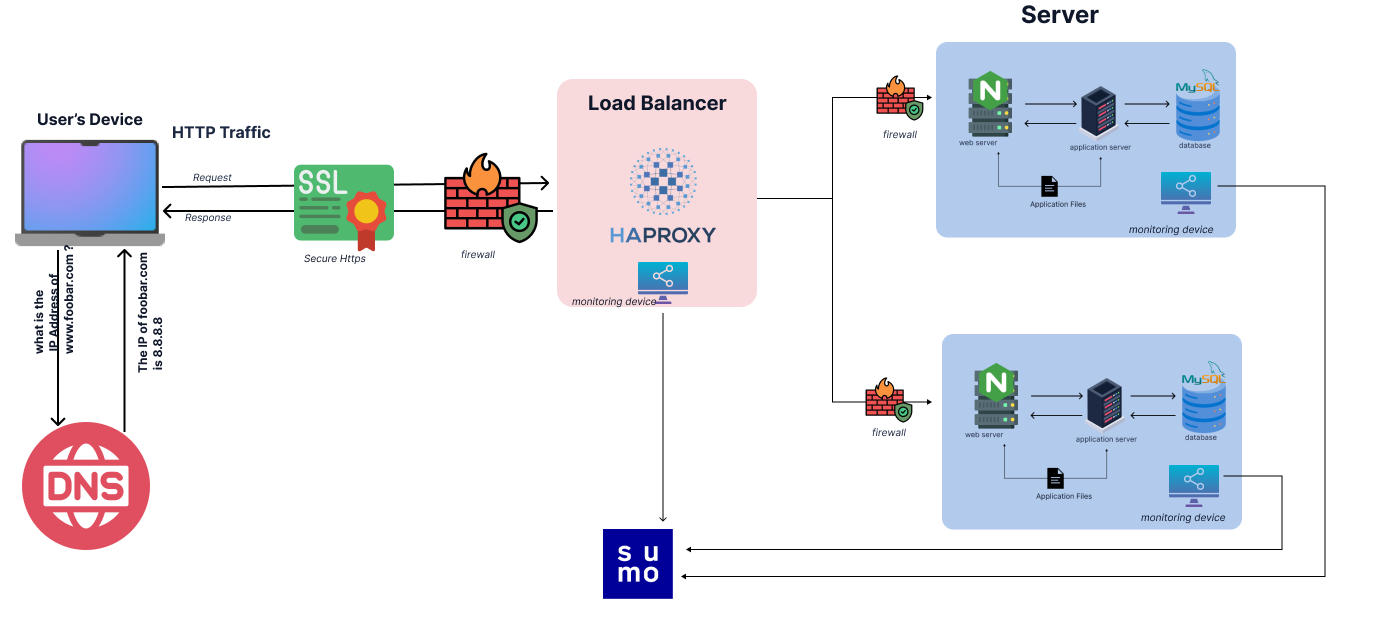 Server
User's Device
HTTP Traffic
Request
Response
SSL
Secure Https
firewall
Load Balancer
HAPROXY
monitoring device
what is the
IP Address of
www.foobar.com ?
The IP of foobar.com
is 8.8.8.8
DNS
firewall
N
web server
application server
MySQL
database
Application Files
monitoring device
firewall
N
web server
application server
MySQL
database
Application Files
monitoring device
su
mo